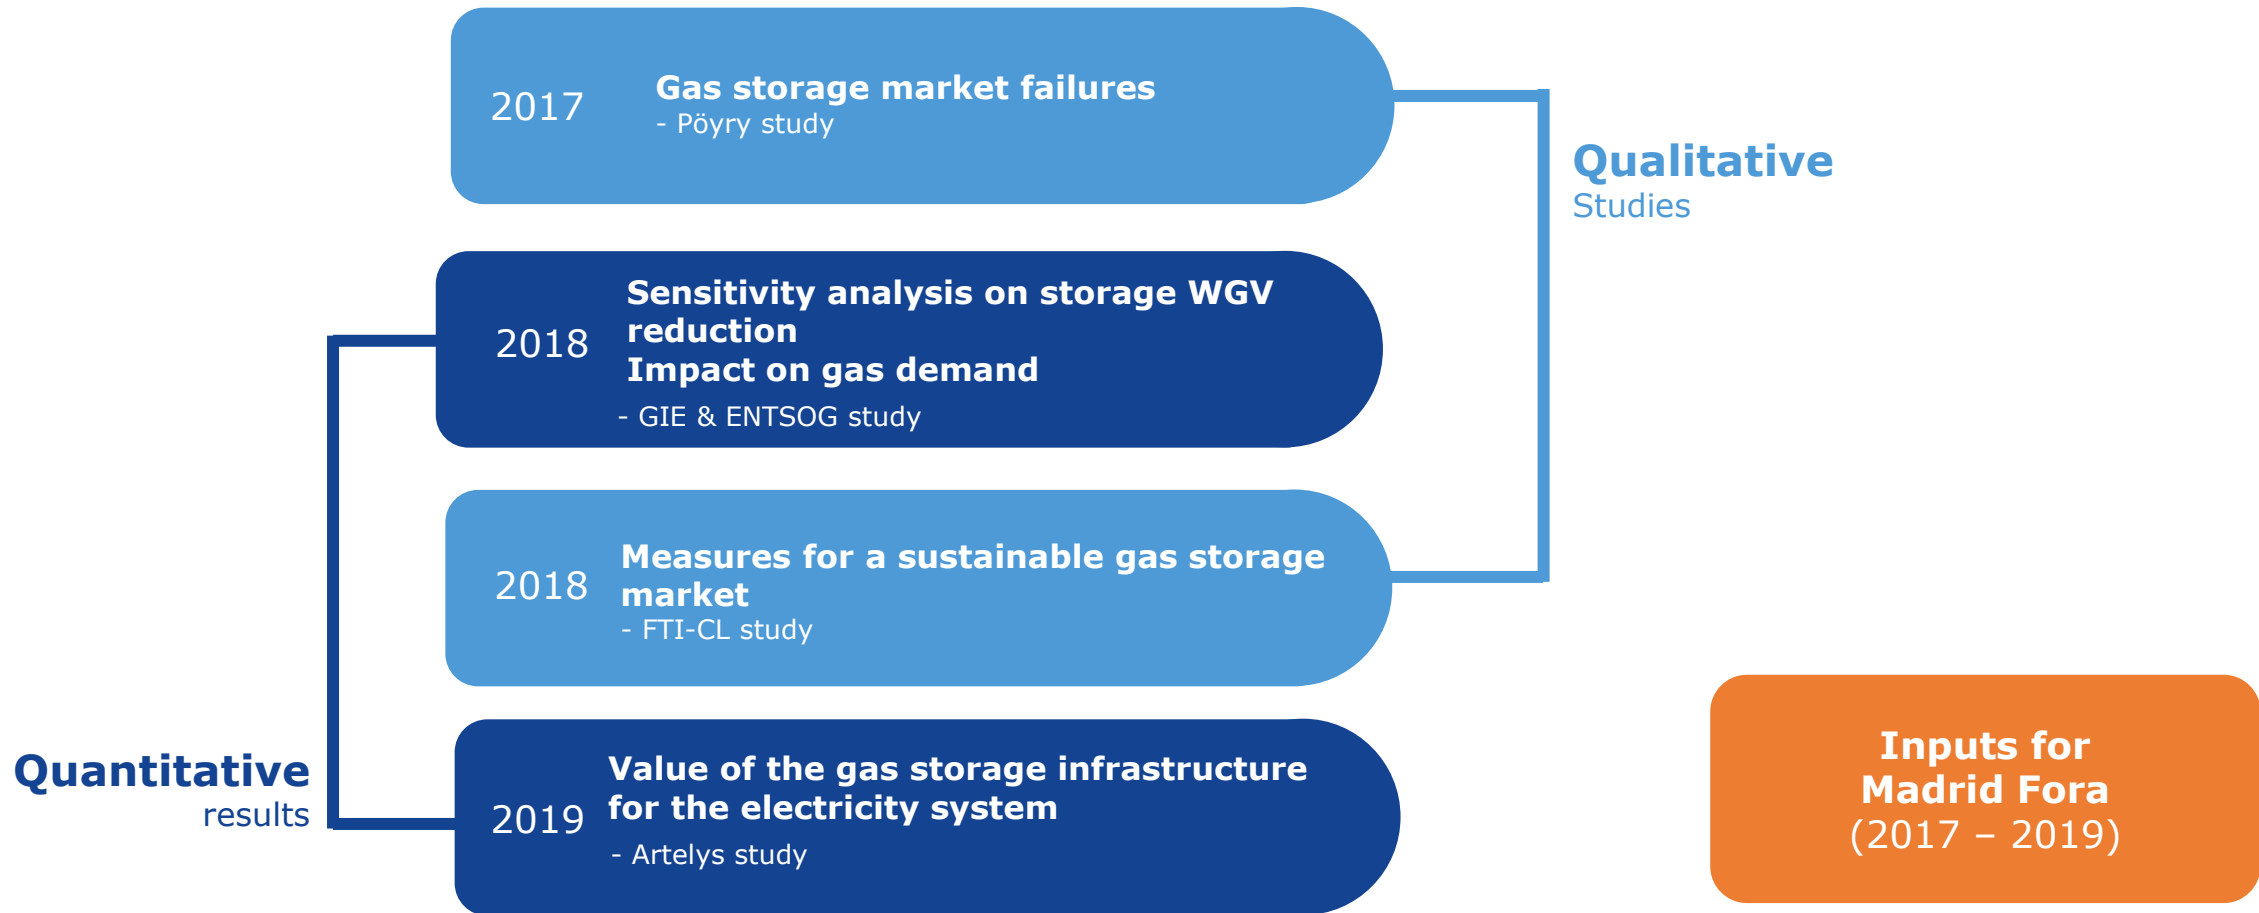 2017
Gas storage market failures
- Pöyry study
Qualitative
Studies
2018
Sensitivity analysis on storage WGV
reduction
Impact on gas demand
- GIE & ENTSOG study
2018
Measures for a sustainable gas storage
market
- FTI-CL study
Quantitative
results
2019
Value of the gas storage infrastructure
for the electricity system
- Artelys study
Inputs for
Madrid Fora
(2017 – 2019)